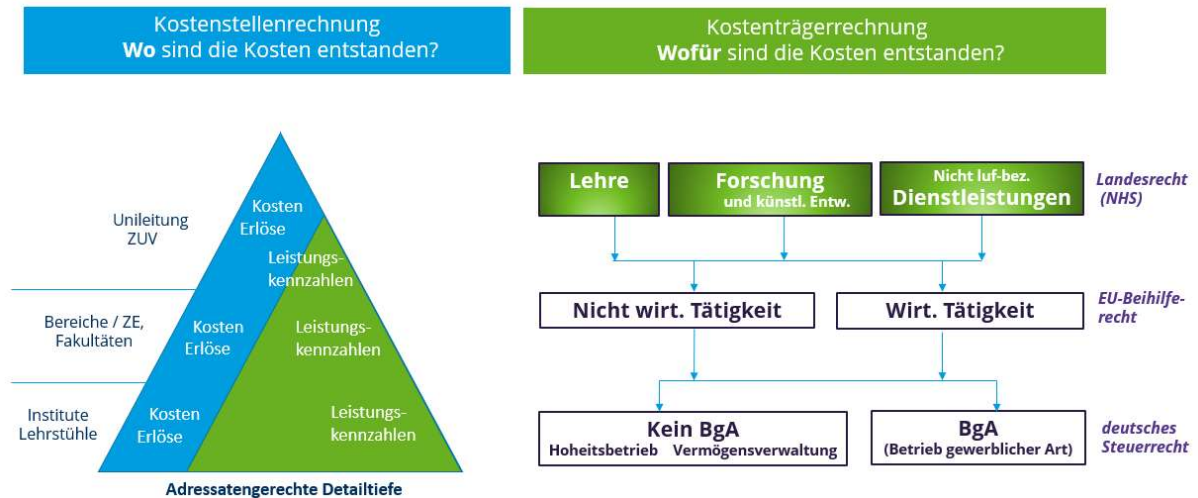 Kostenstellenrechnung
Wo sind die Kosten entstanden?
Kostenträgerrechnung
Wofür sind die Kosten entstanden?
Unileitung
ZUV
Kosten
Erlöse
Leistungs-
kennzahlen
Bereiche / ZE,
Fakultäten
Kosten
Erlöse
Leistungs-
kennzahlen
Institute
Lehrstühle
Kosten
Erlöse
Leistungs-
kennzahlen
Adressatengerechte Detailtiefe
Lehre
Forschung
und künstl. Entw.
Nicht luf-bez.
Dienstleistungen
Landesrecht
(NHS)
Nicht wirt. Tätigkeit
Wirt. Tätigkeit
EU-Beihilfe-
recht
Kein BgA
Hoheitsbetrieb Vermögensverwaltung
BgA
(Betrieb gewerblicher Art)
deutsches
Steuerrecht